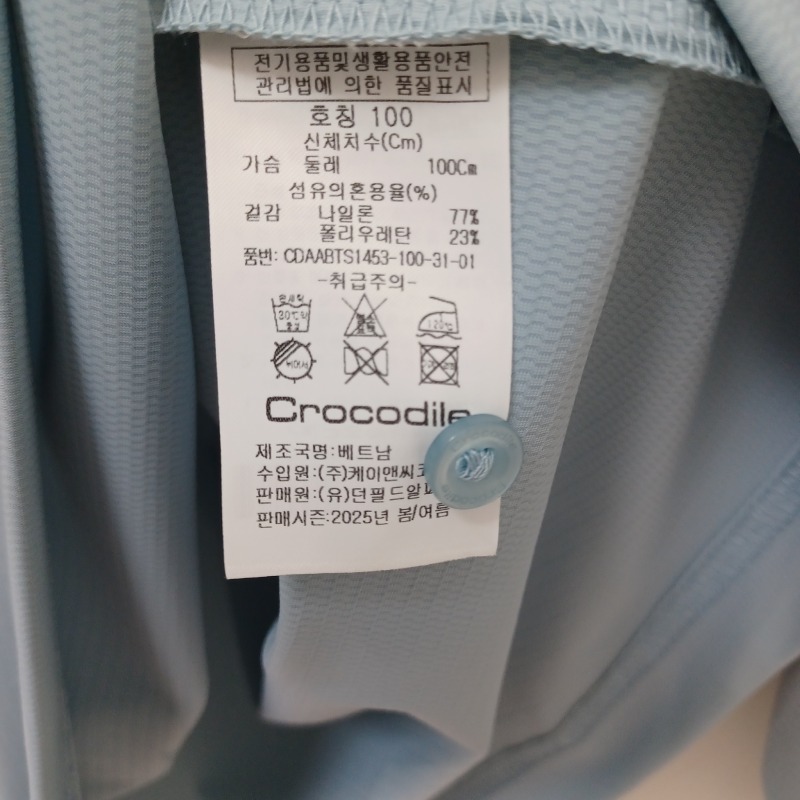 전기용품및생활용품안전
관리법에 의한 품질표시
호칭 100
신체치수(Cm)
가슴 둘레 100Cm
섬유의혼용율(%)
겉감 나일론 77%
폴리우레탄 23%
품번: CDAABTS1453-100-31-01
-취급주의-
30℃
120℃
Crocodile
제조국명:베트남
수입원:(주)케이앤씨
판매원:(유)던필드알파
판매시즌:2025년 봄/여름